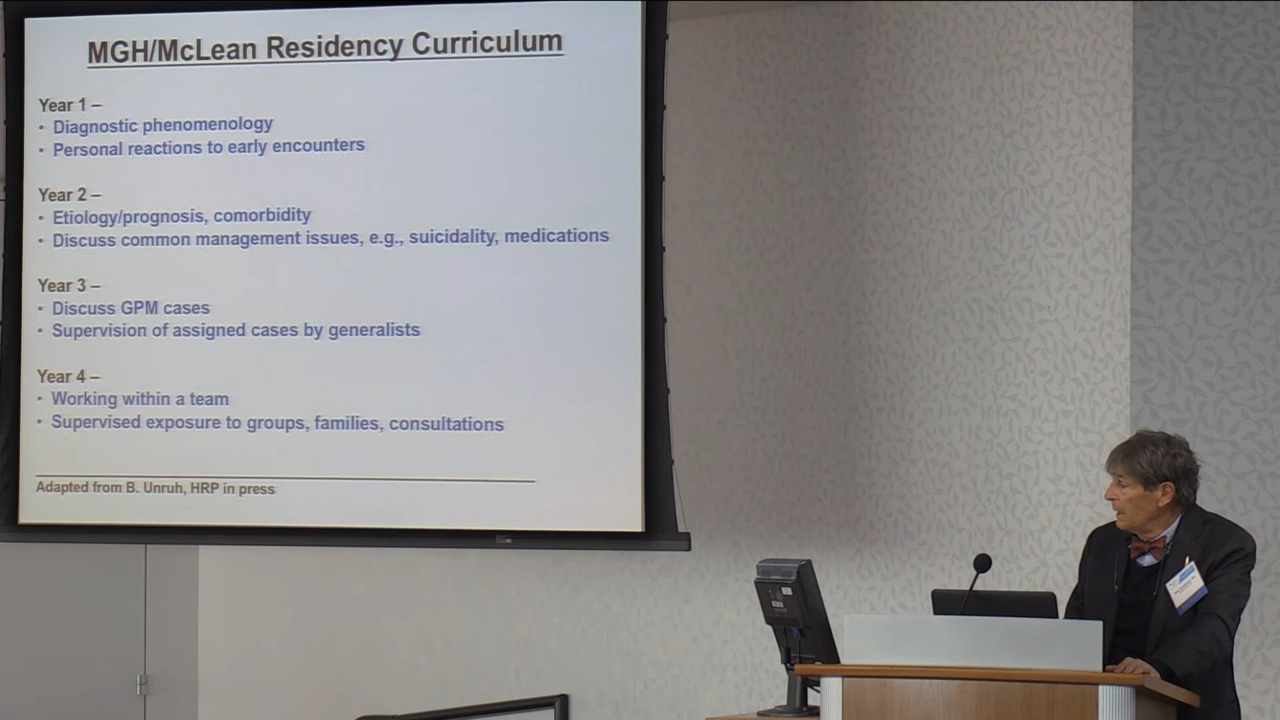 MGH/McLean Residency Curriculum
Year 1 –
• Diagnostic phenomenology
• Personal reactions to early encounters
Year 2 –
• Etiology/prognosis, comorbidity
• Discuss common management issues, e.g., suicidality, medications
Year 3 –
• Discuss GPM cases
• Supervision of assigned cases by generalists
Year 4 –
• Working within a team
• Supervised exposure to groups, families, consultations
Adapted from B. Unruh, HRP in press